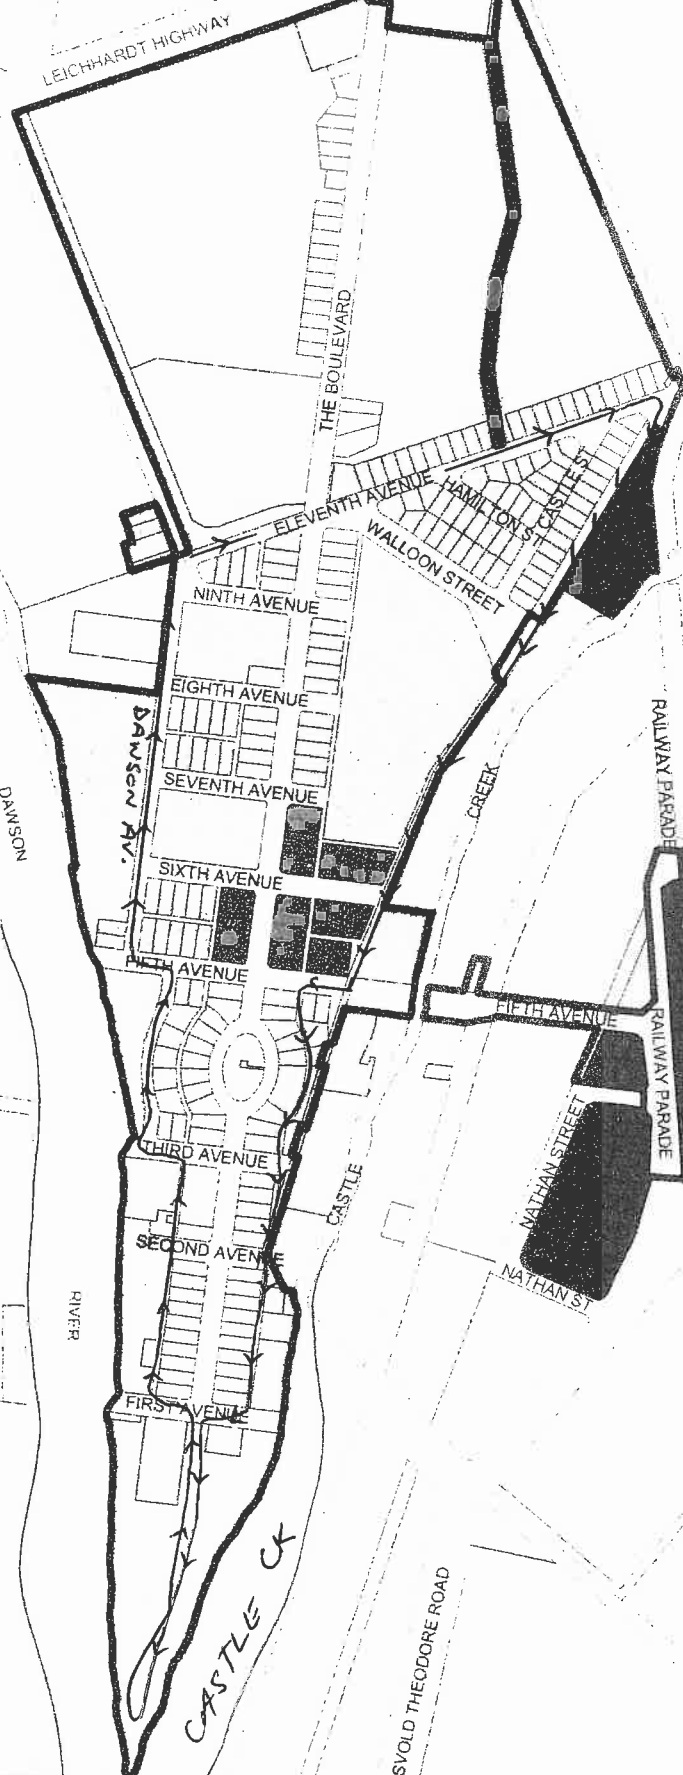 LEICHHARDT HIGHWAY
THE BOULEVARD
ELEVENTH AVENUE
HAMILTON ST
CASTLE ST
WALLOON STREET
NINTH AVENUE
EIGHTH AVENUE
DAWSON AV.
SEVENTH AVENUE
CREEK
RAILWAY PARADE
DAWSON
SIXTH AVENUE
FIFTH AVENUE
FIFTH AVENUE
RAILWAY PARADE
THIRD AVENUE
NATHAN STREET
CASTLE
SECOND AVENUE
NATHAN ST
RIVER
FIRST AVENUE
CASTLE CK
SVOLD THEODORE ROAD